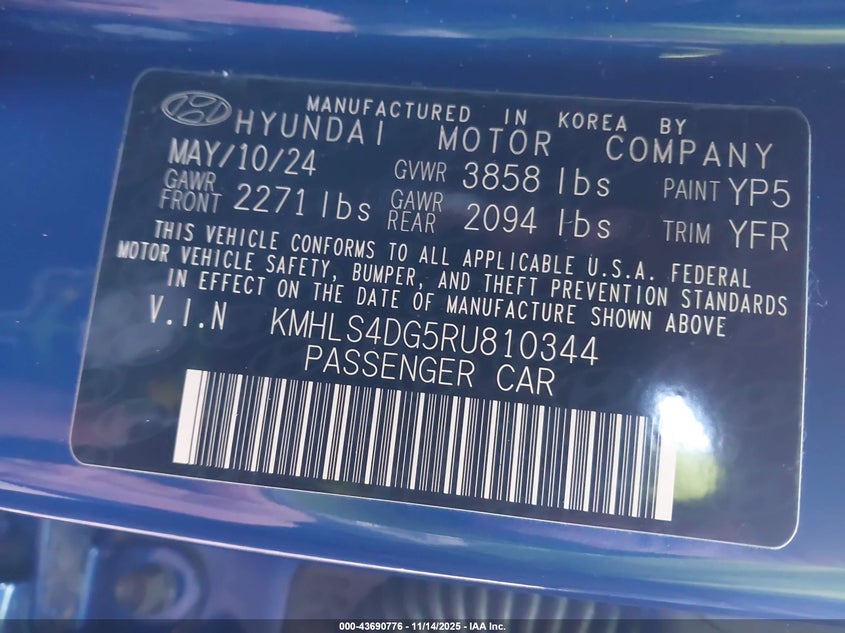 MANUFACTURED IN KOREA BY
HYUNDAI MOTOR COMPANY
MAY/10/24 GVWR 3858 lbs PAINT YP5
GAWR FRONT 2271 lbs GAWR REAR 2094 lbs TRIM YFR
THIS VEHICLE CONFORMS TO ALL APPLICABLE U.S.A. FEDERAL
MOTOR VEHICLE SAFETY, BUMPER, AND THEFT PREVENTION STANDARDS
IN EFFECT ON THE DATE OF MANUFACTURE SHOWN ABOVE
V.I.N KMHLS4DG5RU810344
PASSENGER CAR
000-43690776 - 11/14/2025 - IAA Inc.